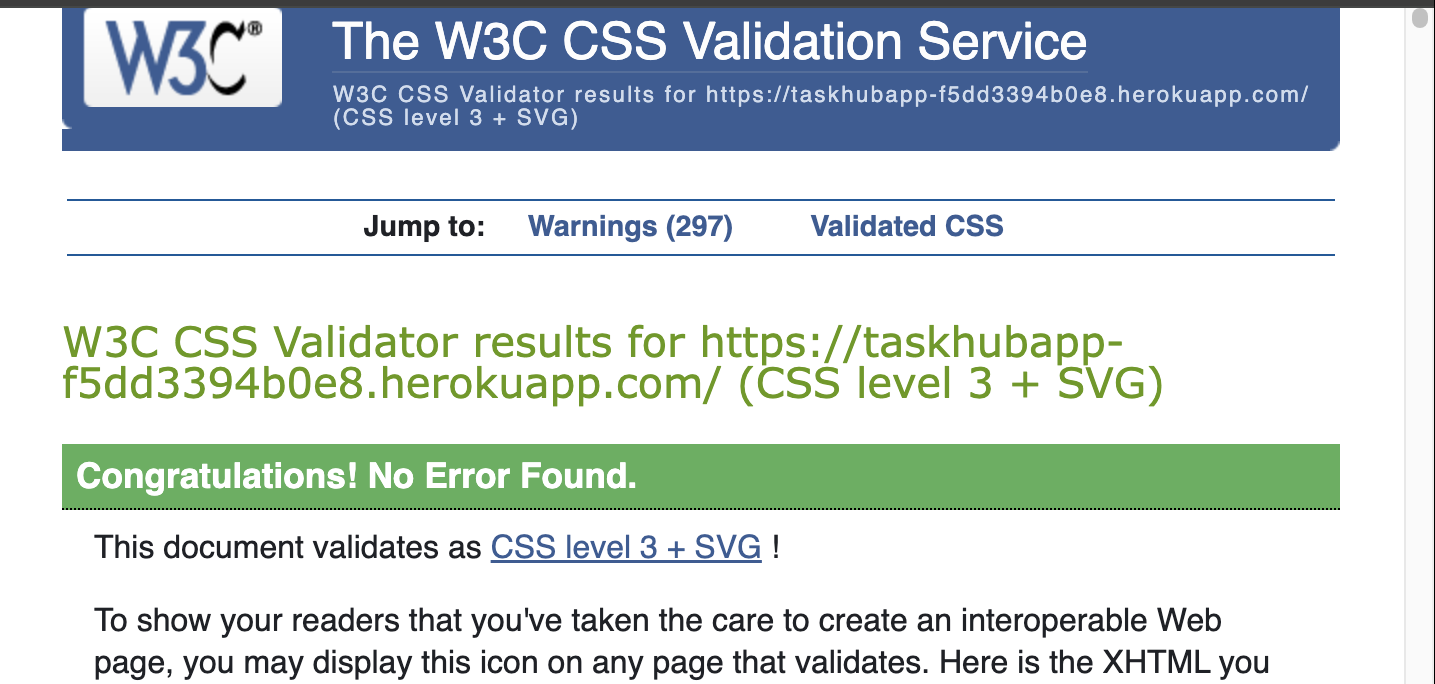 W3C®
The W3C CSS Validation Service
W3C CSS Validator results for https://taskhubapp-f5dd3394b0e8.herokuapp.com/
(CSS level 3 + SVG)
Jump to: Warnings (297) Validated CSS
W3C CSS Validator results for https://taskhubapp-
f5dd3394b0e8.herokuapp.com/ (CSS level 3 + SVG)
Congratulations! No Error Found.
This document validates as CSS level 3 + SVG !
To show your readers that you've taken the care to create an interoperable Web
page, you may display this icon on any page that validates. Here is the XHTML you